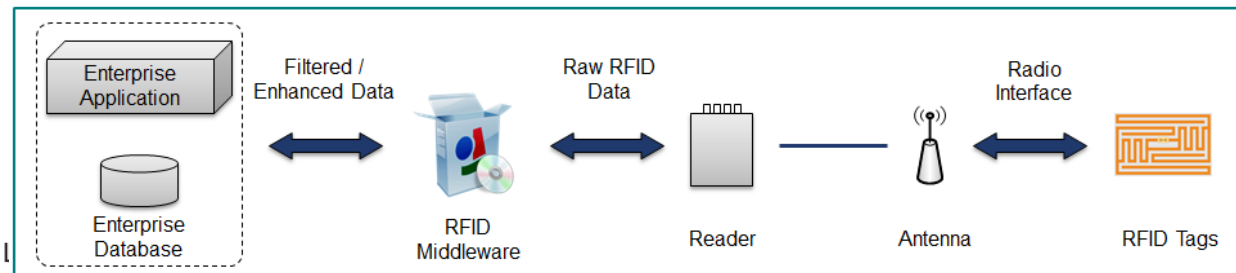 Enterprise
Application
Enterprise
Database
Filtered /
Enhanced Data
RFID
Middleware
Raw RFID
Data
Reader
Antenna
Radio
Interface
RFID Tags